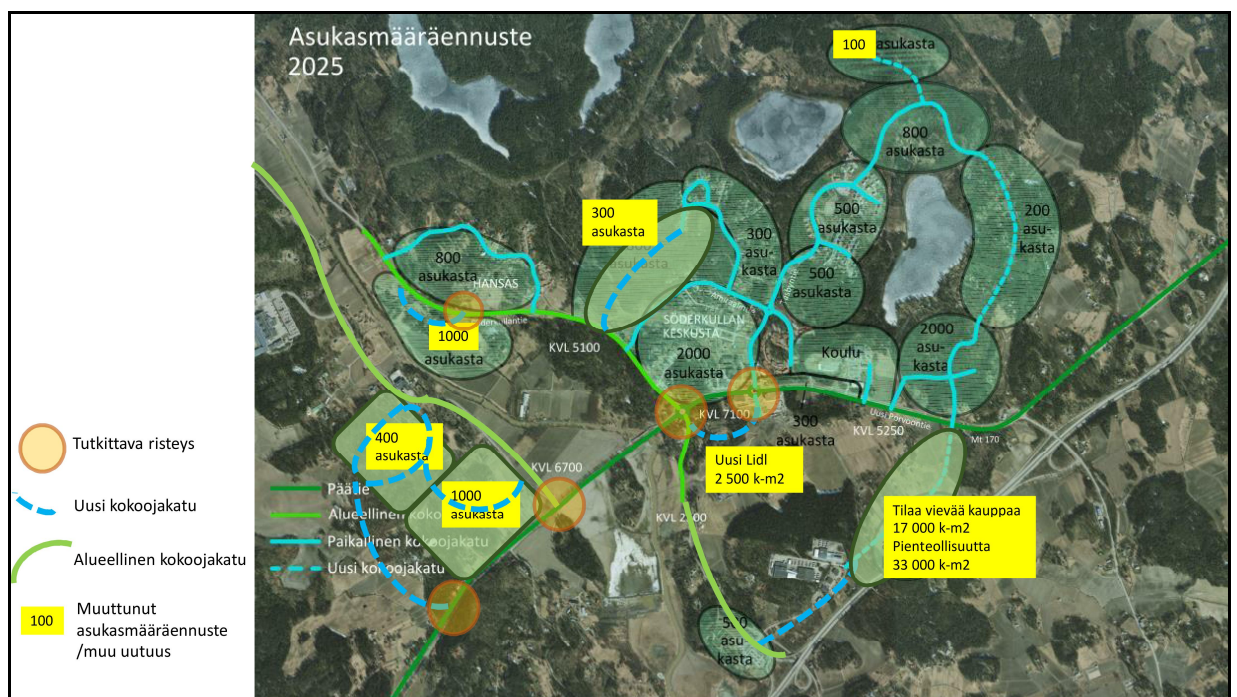 Asukasmääräennuste
2025
100
asukasta
800
asukasta
500
asukasta
200
asu-
kasta
300
asukasta
asukasta
300
asu-
kasta
500
asukasta
800
asukasta
HANSAS
1000
asukasta
KVL 5100
SÖDERKULLAN
KESKUSTA
2000
asukasta
Koulu
2000
asu-
kasta
KVL 7100
300
asukasta
Uusi Porvoontie
KVL 5250
Mt 170
400
asukasta
KVL 6700
1000
asukasta
Uusi Lidl
2 500 k-m2
Tilaa vievää kauppaa
17 000 k-m2
Pienteollisuutta
33 000 k-m2
500
asu-
kasta
Päätie
Alueellinen
Paikallinen kokoojakatu
Uusi kokoojakatu
Tutkittava risteys
Uusi kokoojakatu
Alueellinen kokoojakatu
100
Muuttunut
asukasmääräennuste
/muu uutuus